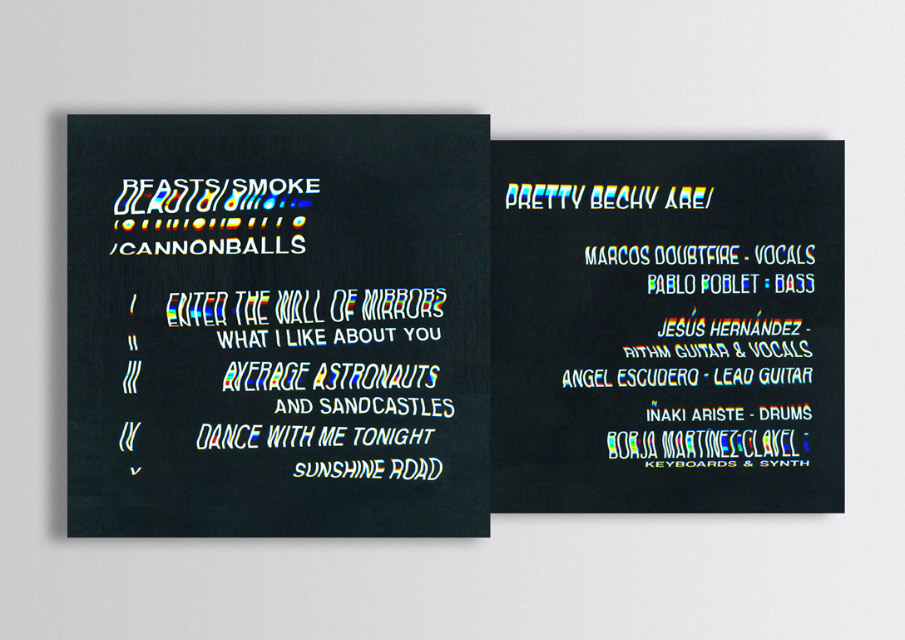 BEASTS/SMOKE
/CANNONBALLS
I
ENTER THE WALL OF MIRRORS
II
WHAT I LIKE ABOUT YOU
III
AVERAGE ASTRONAUTS
AND SANDCASTLES
IV
DANCE WITH ME TONIGHT
V
SUNSHINE ROAD
PRETTY BECHY ARE/
MARCOS DOUBTFIRE - VOCALS
PABLO POBLET - BASS
JESÚS HERNÁNDEZ -
RITHM GUITAR & VOCALS
ANGEL ESCUDERO - LEAD GUITAR
IÑAKI ARISTE - DRUMS
BORJA MARTÍNEZ-CLAVEL -
KEYBOARDS & SYNTH